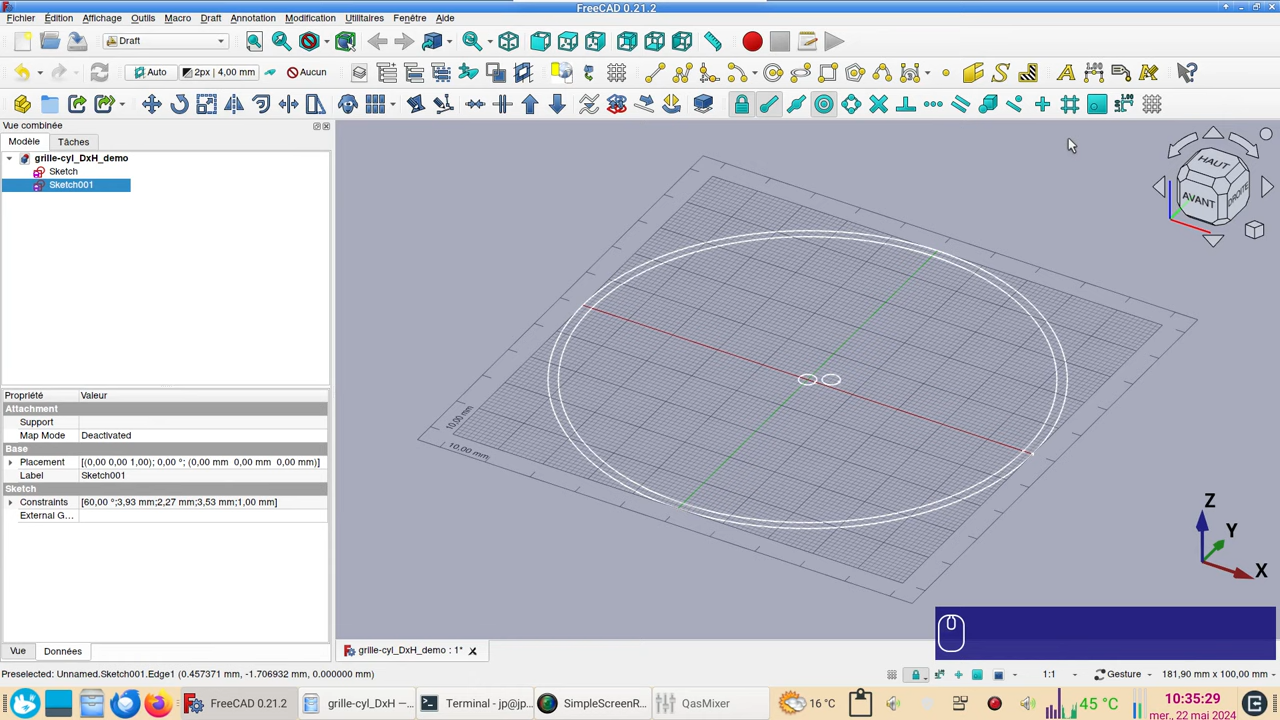 FreeCAD 0.21.2
Fichier Édition Affichage Outils Macro Draft Annotation Modification Utilitaires Fenêtre Aide
Draft
Auto 2px | 4,00 mm Aucun
Vue combinée
Modèle Tâches
grille-cyl_DxH_demo
Sketch
Sketch001
HAUT
AVANT
DROITE
10,00 mm
10,00 mm
Propriété Valeur
Attachment
Support
Map Mode Deactivated
Base
Placement [(0,00 0,00 1,00); 0,00 °; (0,00 mm 0,00 mm 0,00 mm)]
Label Sketch001
Sketch
Constraints [60,00 °;3,93 mm;2,27 mm;3,53 mm;1,00 mm]
External G...
Z
Y
X
Vue Données
grille-cyl_DxH_demo : 1*
Preselected: Unnamed.Sketch001.Edge1 (0.457371 mm, -1.706932 mm, 0.000000 mm)
1:1 Gesture 181,90 mm x 100,00 mm
FreeCAD 0.21.2 grille-cyl_DxH —... Terminal - jp@jp... SimpleScreenR... QasMixer 16 °C 45 °C
10:35:29
mer., 22 mai 2024